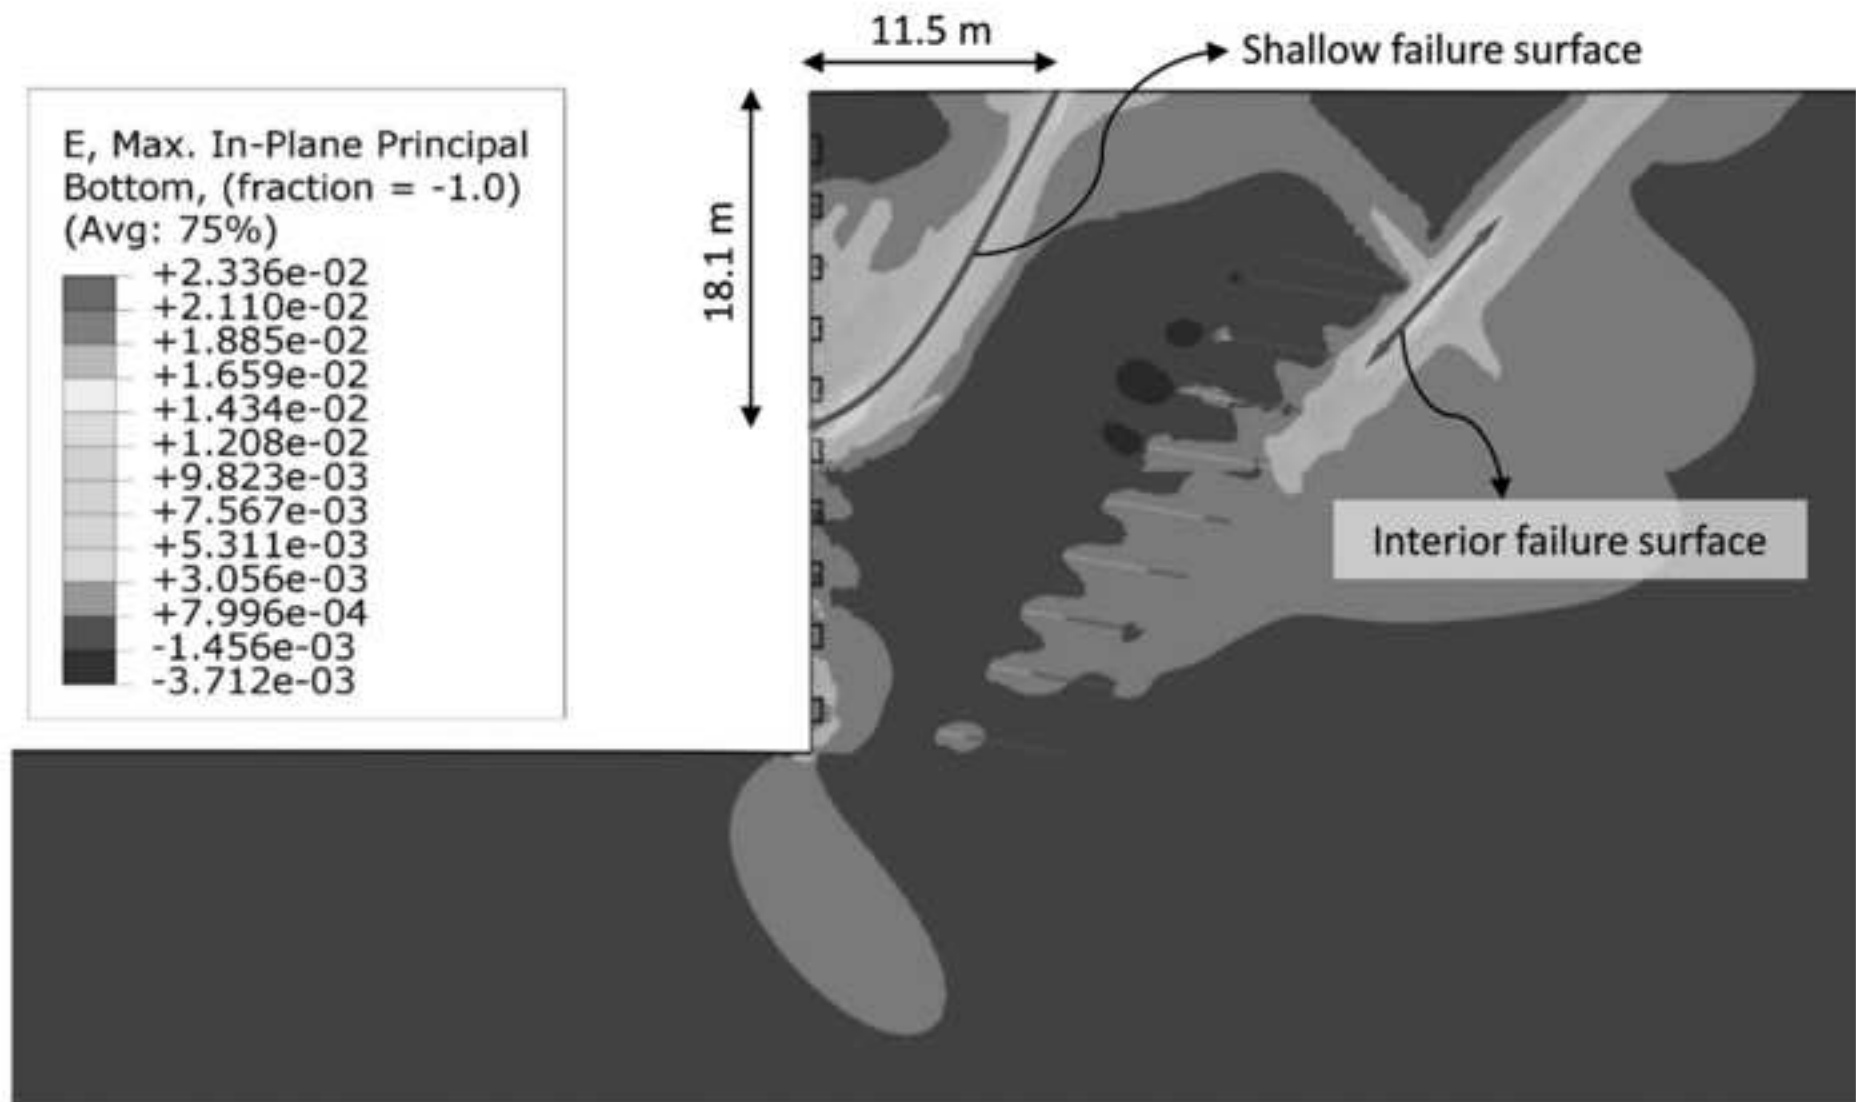 11.5 m
Shallow failure surface
E, Max. In-Plane Principal
Bottom, (fraction = -1.0)
(Avg: 75%)
+2.336e-02
+2.110e-02
+1.885e-02
+1.659e-02
+1.434e-02
+1.208e-02
+9.823e-03
+7.567e-03
+5.311e-03
+3.056e-03
+7.996e-04
-1.456e-03
-3.712e-03
18.1 m
Interior failure surface